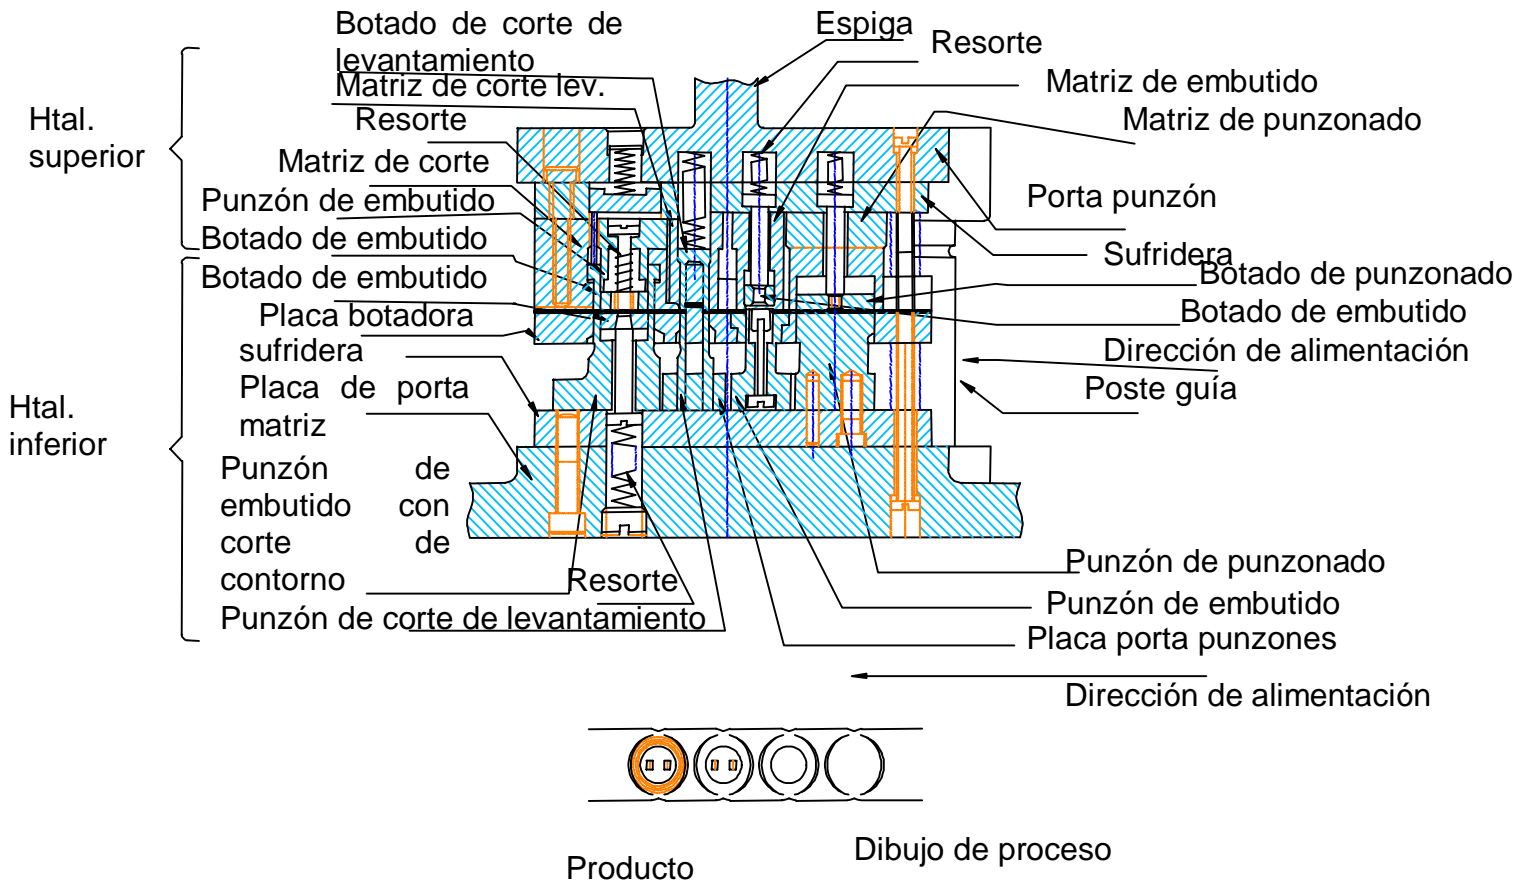 Botado de corte de
levantamiento
Matriz de corte lev.
Resorte
Matriz de corte
Punzón de embutido
Botado de embutido
Botado de embutido
Placa botadora
sufridera
Placa de porta
matriz
Punzón de
embutido con
corte de
contorno
Resorte
Punzón de corte de levantamiento
Htal.
superior
Htal.
inferior
Espiga
Resorte
Matriz de embutido
Matriz de punzonado
Porta punzón
Sufridera
Botado de punzonado
Botado de embutido
Dirección de alimentación
Poste guía
Punzón de punzonado
Punzón de embutido
Placa porta punzones
Dirección de alimentación
Dibujo de proceso
Producto